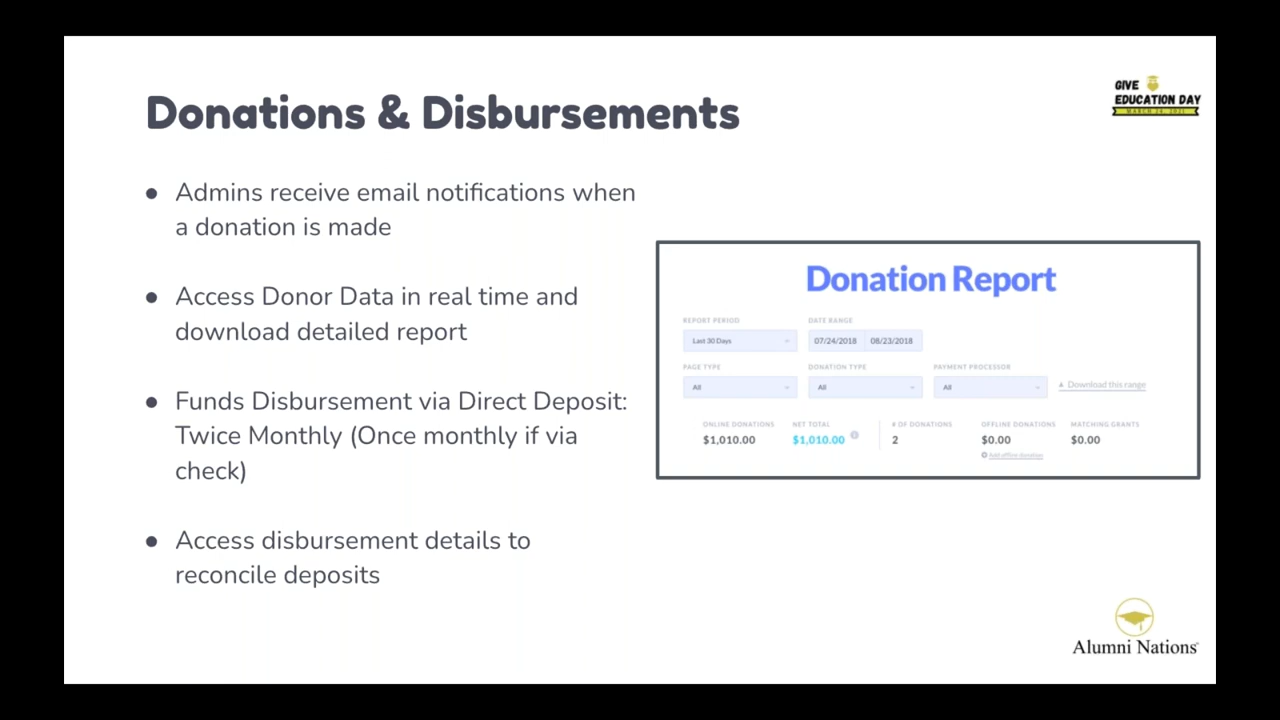 Donations & Disbursements
GIVE
EDUCATION DAY
● Admins receive email notifications when
a donation is made
● Access Donor Data in real time and
download detailed report
● Funds Disbursement via Direct Deposit:
Twice Monthly (Once monthly if via
check)
● Access disbursement details to
reconcile deposits
Donation Report
REPORT PERIOD DATE RANGE
Last 30 Days 07/24/2018 08/23/2018
PAGE TYPE DONATION TYPE PAYMENT PROCESSOR
All All All Download this range
ONLINE DONATIONS NET TOTAL # OF DONATIONS OFFLINE DONATIONS MATCHING GRANTS
$1,010.00 $1,010.00 2 $0.00 $0.00
Add offline donation
Alumni Nations